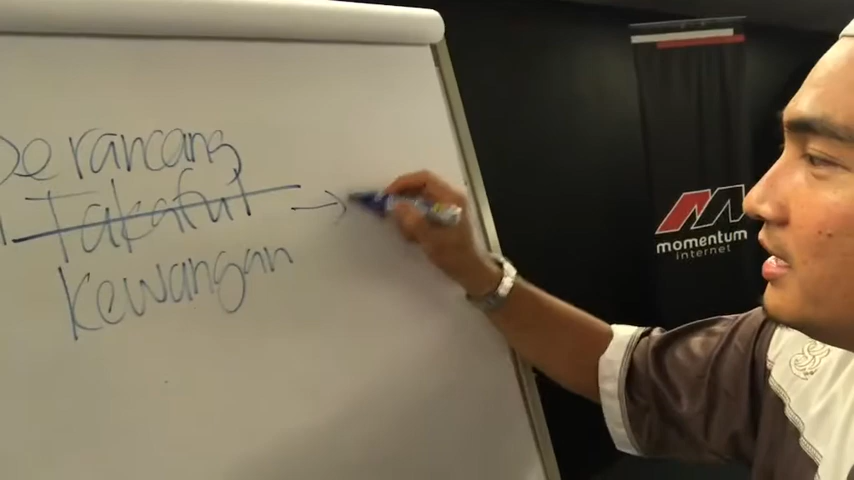 Perancang
Takaful
Kewangan
momentum
internet